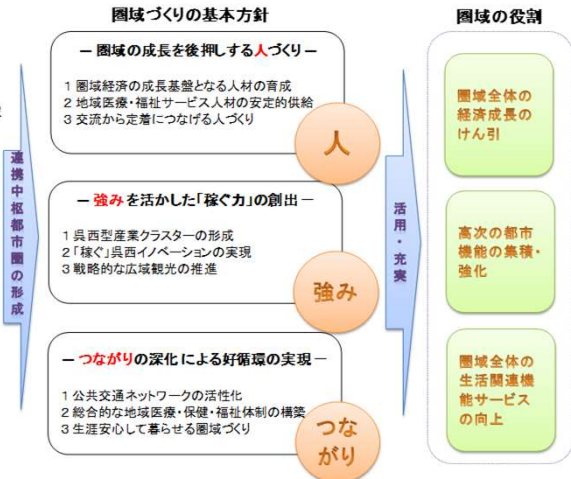 圏域づくりの基本方針
圏域の役割
連携中枢都市圏の形成
― 圏域の成長を後押しする人づくり ―
1 圏域経済の成長基盤となる人材の育成
2 地域医療・福祉サービス人材の安定的供給
3 交流から定着につなげる人づくり
人
― 強みを活かした「稼ぐ力」の創出 ―
1 呉西型産業クラスターの形成
2 「稼ぐ」呉西イノベーションの実現
3 戦略的な広域観光の推進
強み
― つながりの深化による好循環の実現 ―
1 公共交通ネットワークの活性化
2 総合的な地域医療・保健・福祉体制の構築
3 生涯安心して暮らせる圏域づくり
つな
がり
活用・充実
圏域全体の
経済成長の
けん引
高次の都市
機能の集積・
強化
圏域全体の
生活関連機
能サービス
の向上